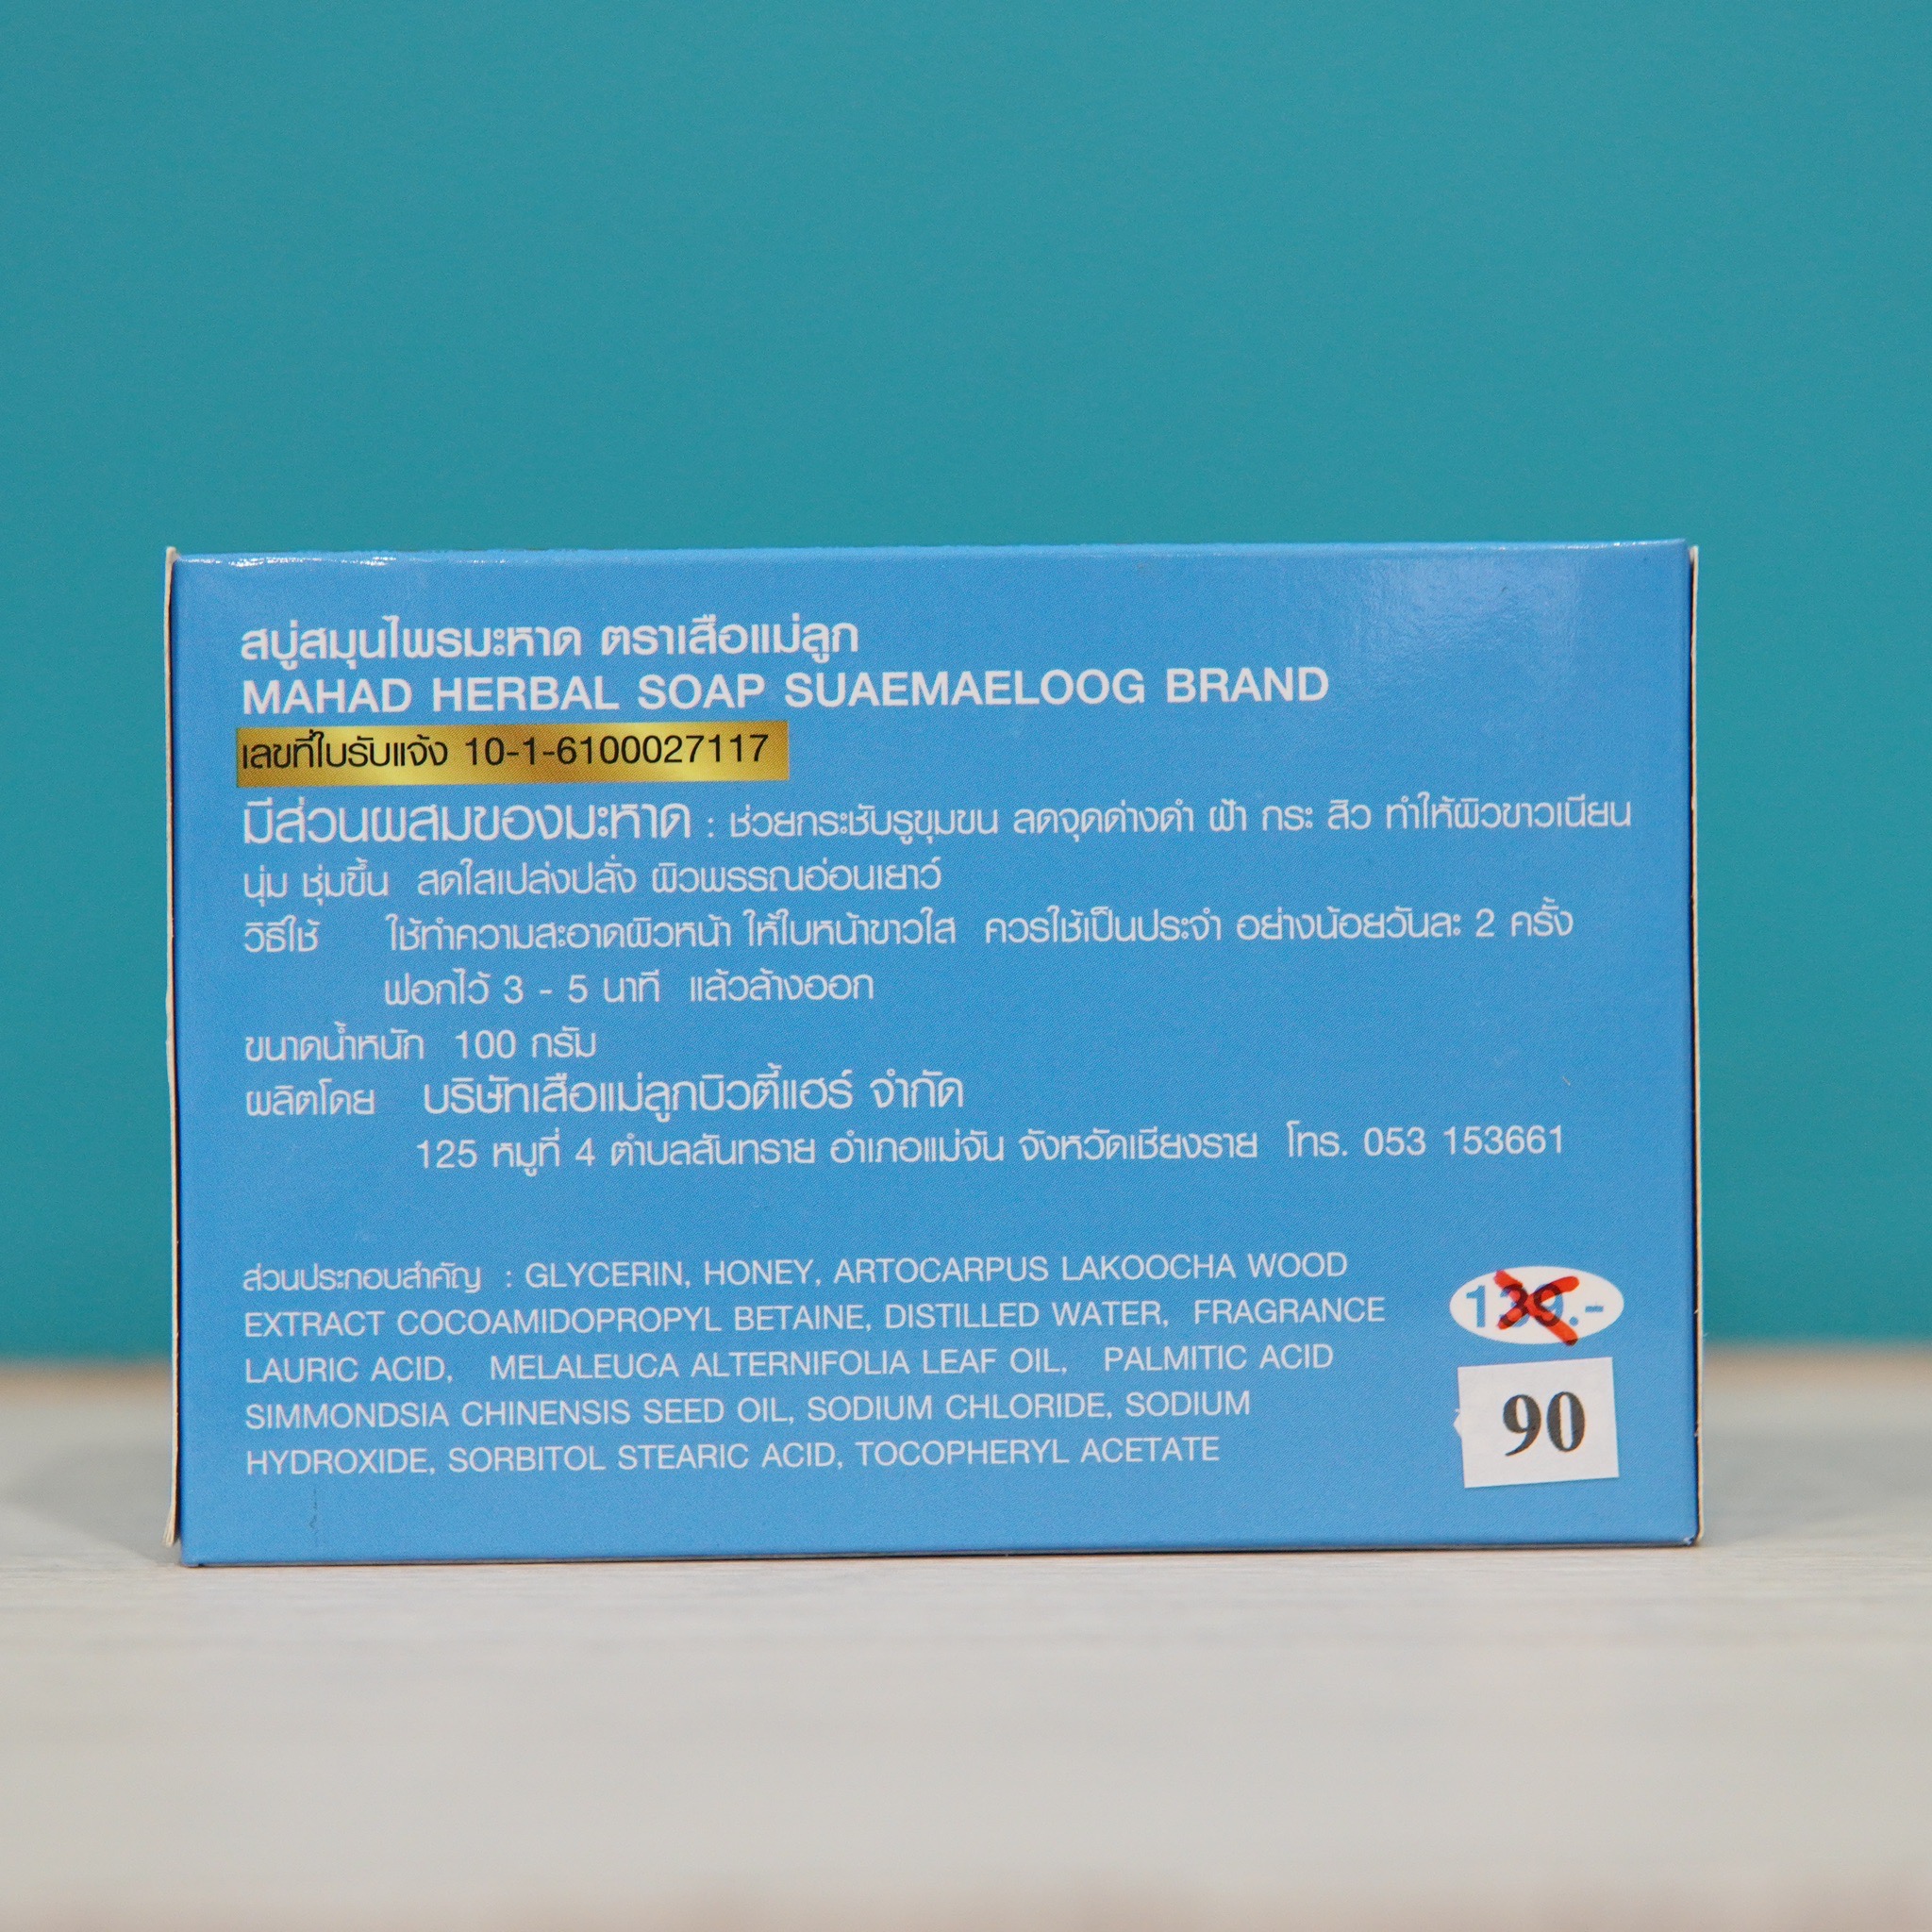 สบู่สมุนไพรมะหาด ตราเสือแม่ลูก
MAHAD HERBAL SOAP SUAEMAELOOG BRAND
เลขที่ใบรับแจ้ง 10-1-6100027117
มีส่วนผสมของมะหาด : ช่วยกระชับรูขุมขน ลดจุดด่างดำ ฝ้า กระ สิว ทำให้ผิวขาวเนียน
นุ่ม ชุ่มขึ้น สดใสเปล่งปลั่ง ผิวพรรณอ่อนเยาว์
วิธีใช้ ใช้ทำความสะอาดผิวหน้า ให้ใบหน้าขาวใส ควรใช้เป็นประจำ อย่างน้อยวันละ 2 ครั้ง
ฟอกไว้ 3 - 5 นาที แล้วล้างออก
ขนาดน้ำหนัก 100 กรัม
ผลิตโดย บริษัทเสือแม่ลูกบิวตี้แฮร์ จำกัด
125 หมูที่ 4 ตำบลสันทราย อำเภอแม่จัน จังหวัดเชียงราย โทร. 053 153661
ส่วนประกอบสำคัญ : GLYCERIN, HONEY, ARTOCARPUS LAKOOCHA WOOD
EXTRACT COCOAMIDOPROPYL BETAINE, DISTILLED WATER, FRAGRANCE
LAURIC ACID, MELALEUCA ALTERNIFOLIA LEAF OIL, PALMITIC ACID
SIMMONDSIA CHINENSIS SEED OIL, SODIUM CHLORIDE, SODIUM
HYDROXIDE, SORBITOL STEARIC ACID, TOCOPHERYL ACETATE
139.-
90